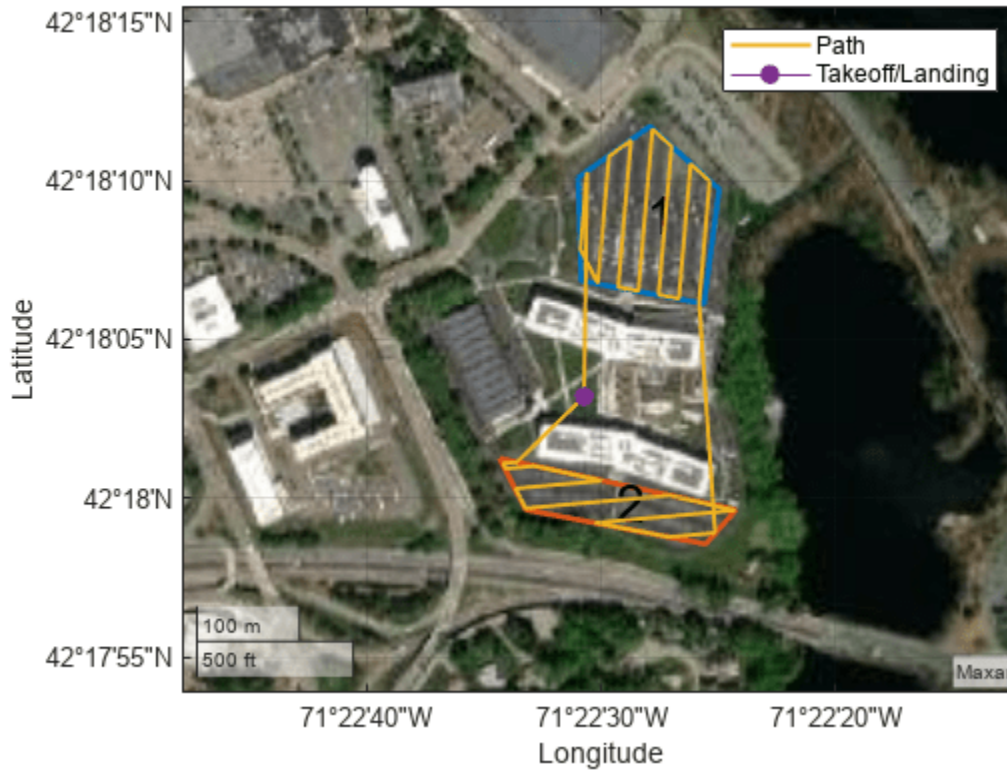 42°18'15"N
42°18'10"N
42°18'05"N
42°18'N
42°17'55"N
Latitude
Path
Takeoff/Landing
1
2
100 m
500 ft
Maxa
71°22'40"W
71°22'30"W
71°22'20"W
Longitude